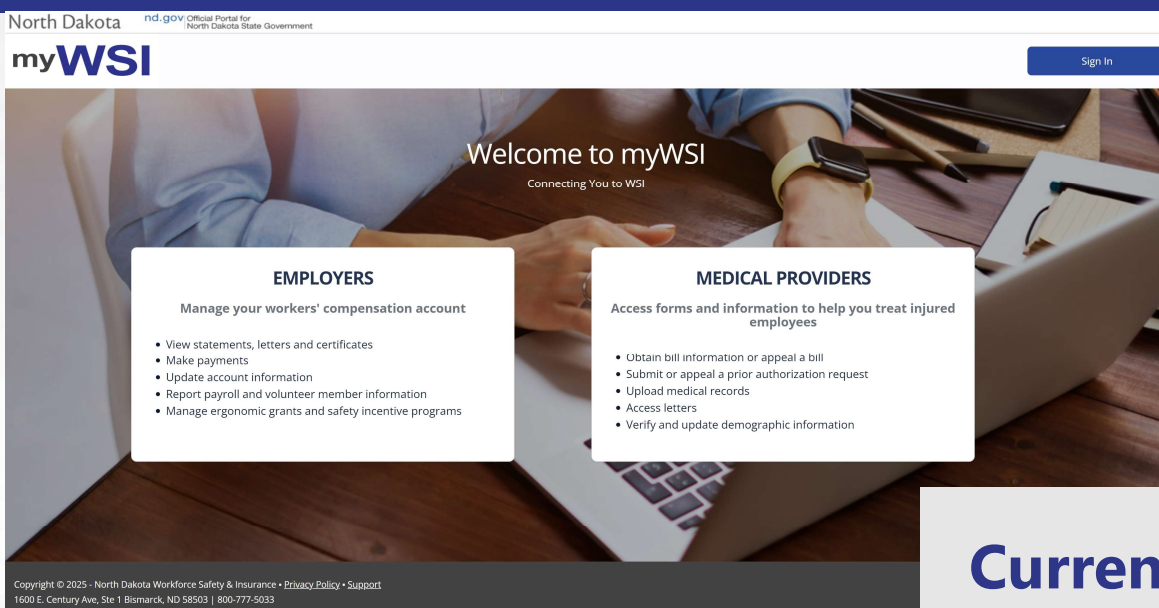 North Dakota
nd.gov Official Portal for
North Dakota State Government
myWSI
Sign In
Welcome to myWSI
Connecting You to WSI
EMPLOYERS
Manage your workers' compensation account
• View statements, letters and certificates
• Make payments
• Update account information
• Report payroll and volunteer member information
• Manage ergonomic grants and safety incentive programs
MEDICAL PROVIDERS
Access forms and information to help you treat injured
employees
• Obtain bill information or appeal a bill
• Submit or appeal a prior authorization request
• Upload medical records
• Access letters
• Verify and update demographic information
Curren
Copyright © 2025 - North Dakota Workforce Safety & Insurance • Privacy Policy • Support
1600 E. Century Ave, Ste 1 Bismarck, ND 58503 | 800-777-5033